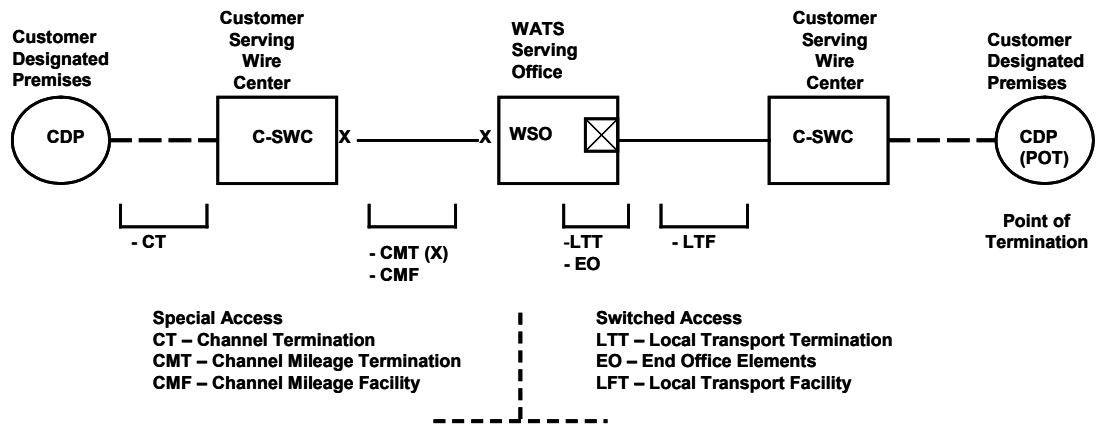 Customer
Designated
Premises
Customer
Serving
Wire
Center
WATS
Serving
Office
Customer
Serving
Wire
Center
Customer
Designated
Premises
CDP
C-SWC
X
X
WSO
C-SWC
CDP
(POT)
- CT
- CMT (X)
- CMF
-LTT
- EO
- LTF
Point of
Termination
Special Access
CT – Channel Termination
CMT – Channel Mileage Termination
CMF – Channel Mileage Facility
Switched Access
LTT – Local Transport Termination
EO – End Office Elements
LFT – Local Transport Facility